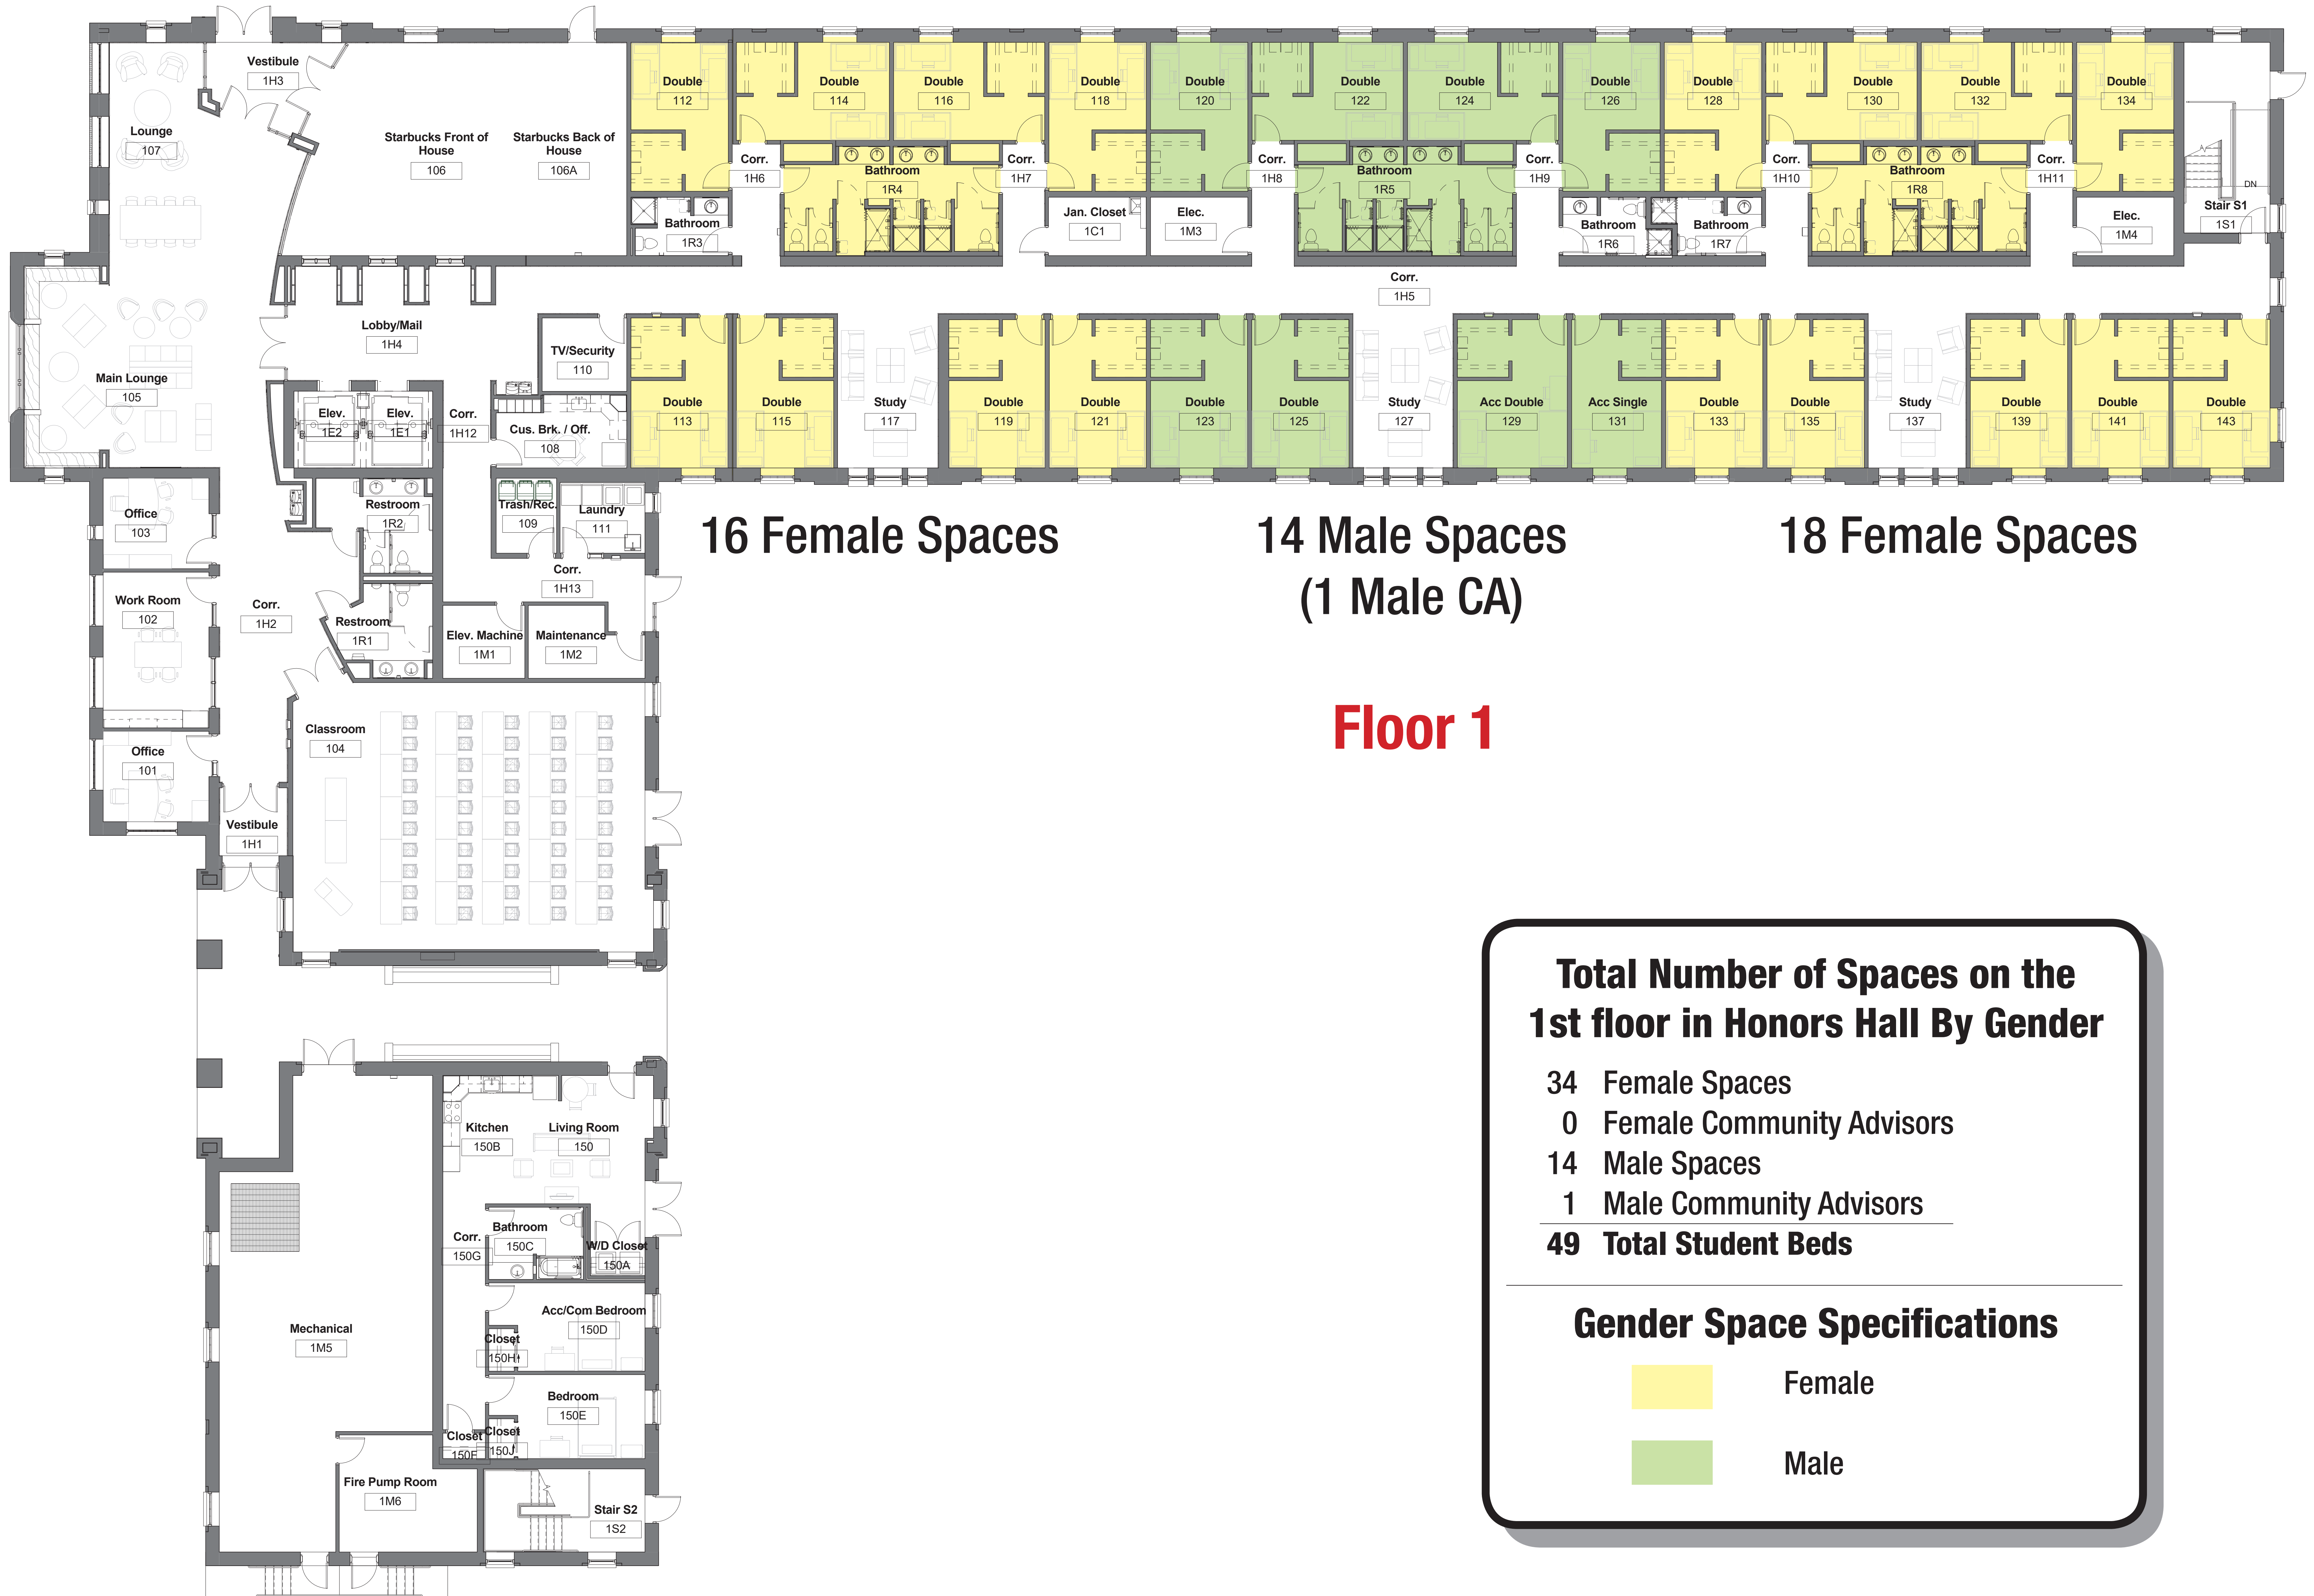 Vestibule
1H3
Lounge
107
Starbucks Front of
House
106
Starbucks Back of
House
106A
Double
112
Double
114
Double
116
Double
118
Double
120
Double
122
Double
124
Double
126
Double
128
Double
130
Double
132
Double
134
Corr.
1H6
Bathroom
1R4
Corr.
1H7
Corr.
1H8
Bathroom
1R5
Corr.
1H9
Corr.
1H10
Bathroom
1R8
Corr.
1H11
DN
Stair S1
1S1
Bathroom
1R3
Jan. Closet
1C1
Elec.
1M3
Bathroom
1R6
Bathroom
1R7
Elec.
1M4
Corr.
1H5
Lobby/Mail
1H4
TV/Security
110
Main Lounge
105
Elev.
1E2
Elev.
1E1
Corr.
1H12
Cus. Brk. / Off.
108
Double
113
Double
115
Study
117
Double
119
Double
121
Double
123
Double
125
Study
127
Acc Double
129
Acc Single
131
Double
133
Double
135
Study
137
Double
139
Double
141
Double
143
Office
103
Restroom
1R2
Trash/Rec.
109
Laundry
111
16 Female Spaces
14 Male Spaces
(1 Male CA)
18 Female Spaces
Corr.
1H13
Work Room
102
Corr.
1H2
Restroom
1R1
Elev. Machine
1M1
Maintenance
1M2
Floor 1
Classroom
104
Office
101
Vestibule
1H1
Kitchen
150B
Living Room
150
Bathroom
150C
Corr.
150G
W/D Closet
150A
Acc/Com Bedroom
150D
Closet
150H
Mechanical
1M5
Bedroom
150E
Closet
150F
Closet
150J
Fire Pump Room
1M6
Stair S2
1S2
Total Number of Spaces on the
1st floor in Honors Hall By Gender
34 Female Spaces
0 Female Community Advisors
14 Male Spaces
1 Male Community Advisors
49 Total Student Beds
Gender Space Specifications
Female
Male